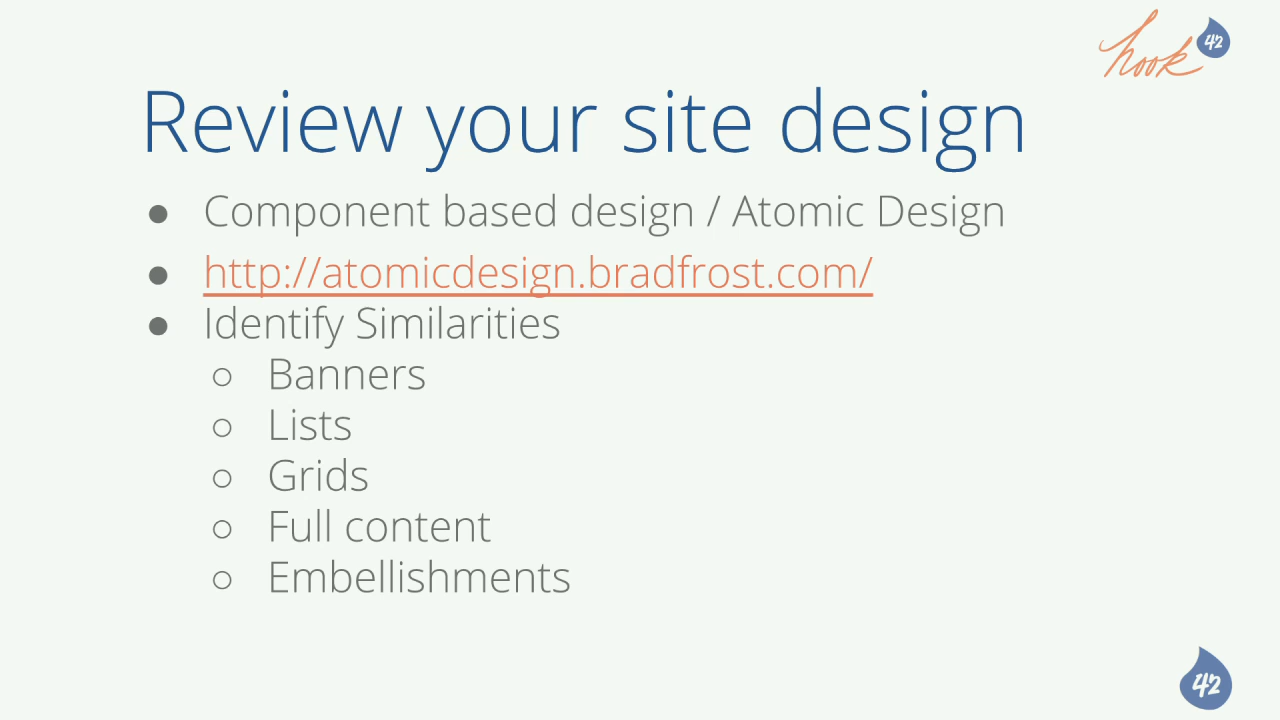 hook 42
Review your site design
● Component based design / Atomic Design
● http://atomicdesign.bradfrost.com/
● Identify Similarities
○ Banners
○ Lists
○ Grids
○ Full content
○ Embellishments
42